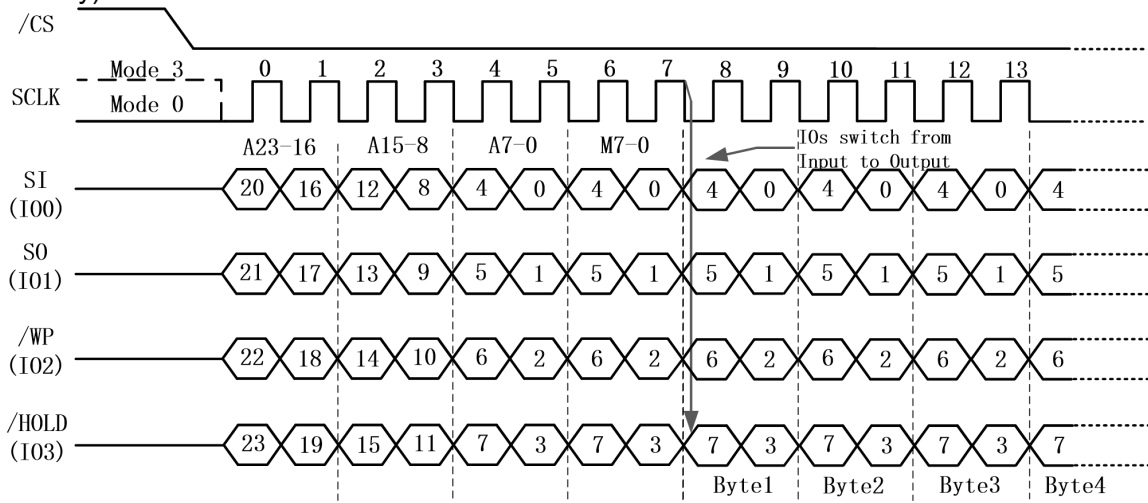 y)
/CS
Mode 3
0 1 2 3 4 5 6 7 8 9 10 11 12 13
SCLK
Mode 0
A23-16 A15-8 A7-0 M7-0
IOs switch from
Input to Output
SI
(IO0)
20 16 12 8 4 0 4 0 4 0 4 0 4 0 4
SO
(IO1)
21 17 13 9 5 1 5 1 5 1 5 1 5 1 5
/WP
(IO2)
22 18 14 10 6 2 6 2 6 2 6 2 6 2 6
/HOLD
(IO3)
23 19 15 11 7 3 7 3 7 3 7 3 7 3 7
Byte1 Byte2 Byte3 Byte4